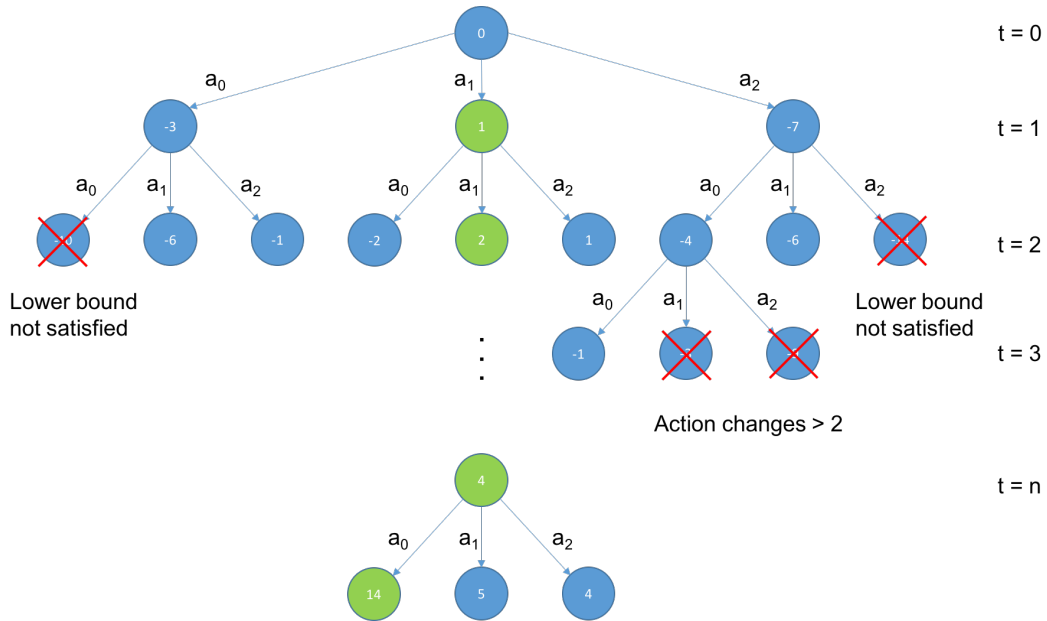 0
t = 0
a₀
a₁
a₂
-3
1
-7
t = 1
a₀
a₁
a₂
a₀
a₁
a₂
a₀
a₁
a₂
-10
-6
-1
-2
2
1
-4
-6
t = 2
Lower bound
not satisfied
Lower bound
not satisfied
a₀
a₁
a₂
-1
t = 3
Action changes > 2
4
t = n
a₀
a₁
a₂
14
5
4